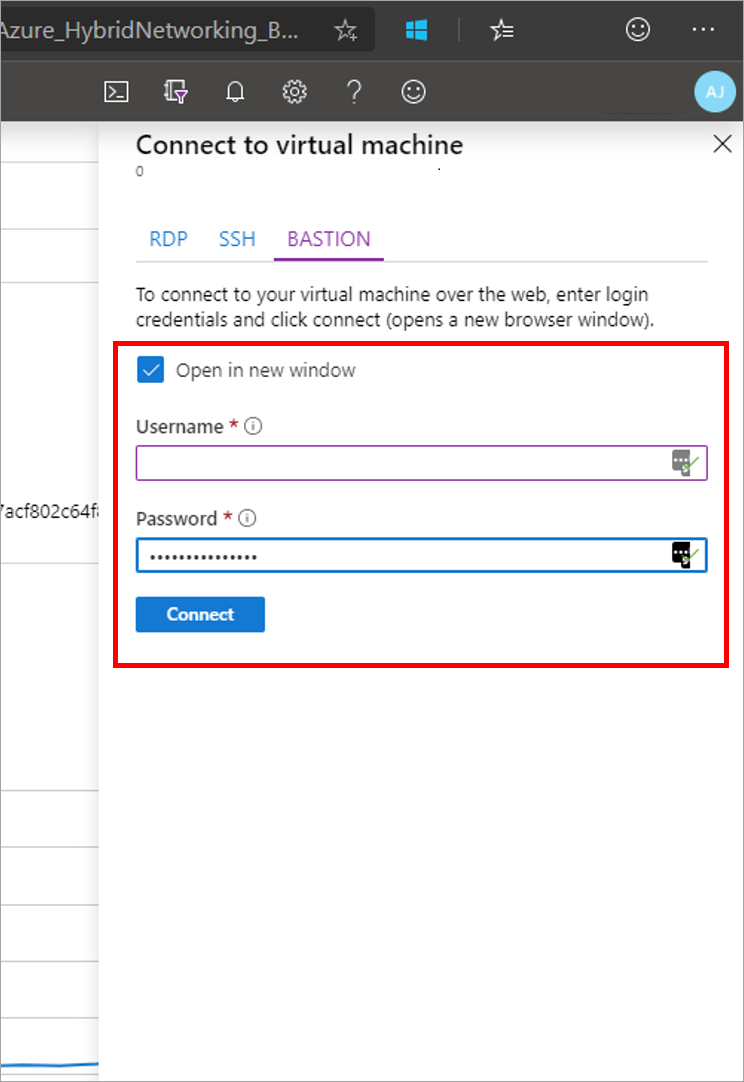 Azure_HybridNetworking_B...
AJ
Connect to virtual machine
0
RDP SSH BASTION
To connect to your virtual machine over the web, enter login
credentials and click connect (opens a new browser window).
Open in new window
Username *
7acf802c64f
Password *
Connect